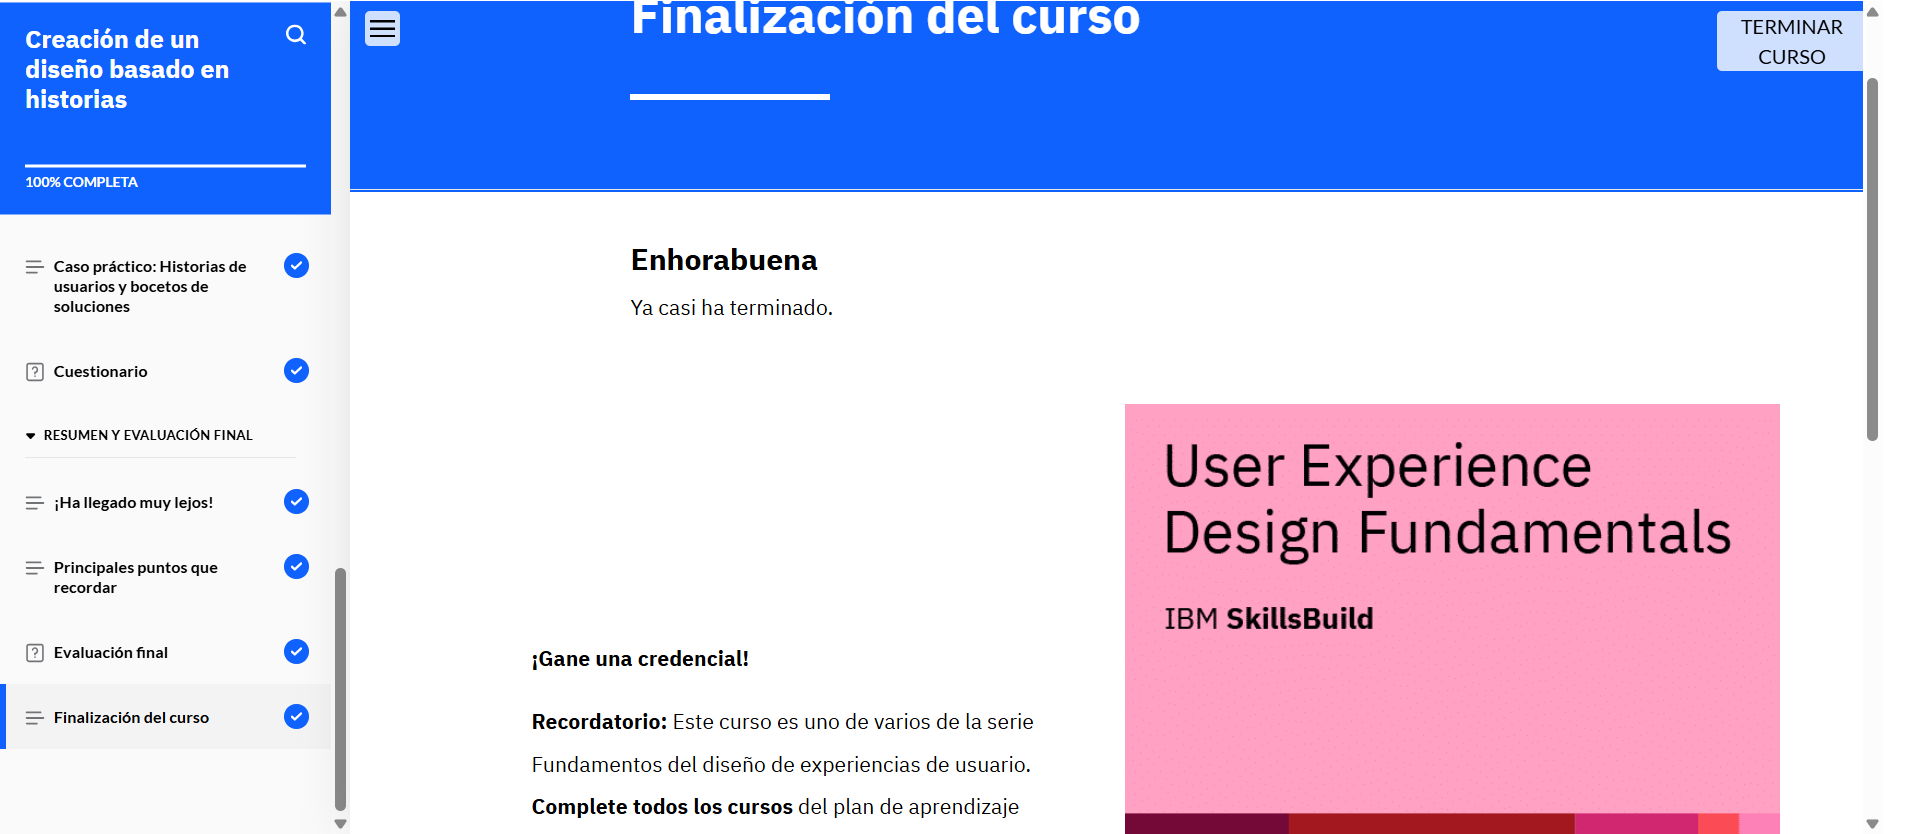 Creación de un
diseño basado en
historias
100% COMPLETA
Caso práctico: Historias de
usuarios y bocetos de
soluciones
Cuestionario
RESUMEN Y EVALUACIÓN FINAL
¡Ha llegado muy lejos!
Principales puntos que
recordar
Evaluación final
Finalización del curso
Finalización del curso
TERMINAR
CURSO
Enhorabuena
Ya casi ha terminado.
¡Gane una credencial!
Recordatorio: Este curso es uno de varios de la serie
Fundamentos del diseño de experiencias de usuario.
Complete todos los cursos del plan de aprendizaje
User Experience
Design Fundamentals
IBM SkillsBuild